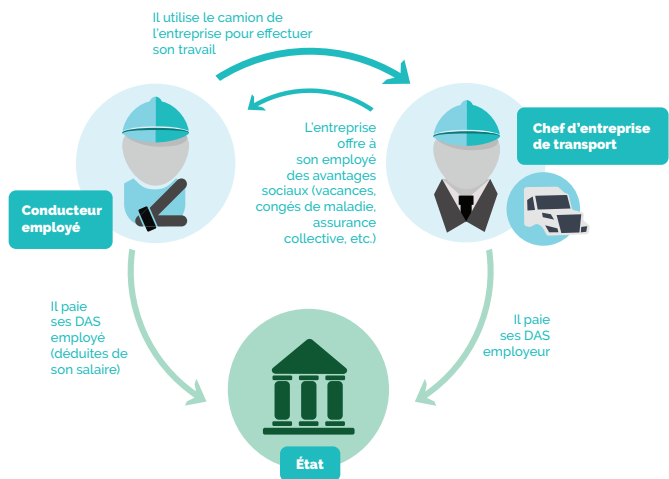 Il utilise le camion de
l'entreprise pour effectuer
son travail
L'entreprise
offre à
son employé
des avantages
sociaux (vacances,
congés de maladie,
assurance
collective, etc.)
Chef d'entreprise
de transport
Conducteur
employé
Il paie
ses DAS
employé
(déduites de
son salaire)
Il paie
ses DAS
employeur
État